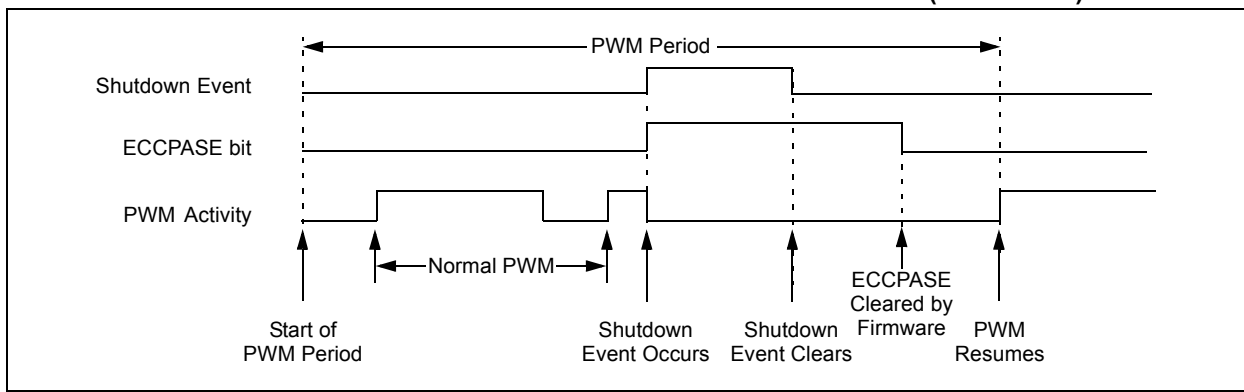 PWM Period
Shutdown Event
ECCPASE bit
PWM Activity
Normal PWM
Start of
PWM Period
Shutdown
Event Occurs
Shutdown
Event Clears
ECCPASE
Cleared by
Firmware
PWM
Resumes